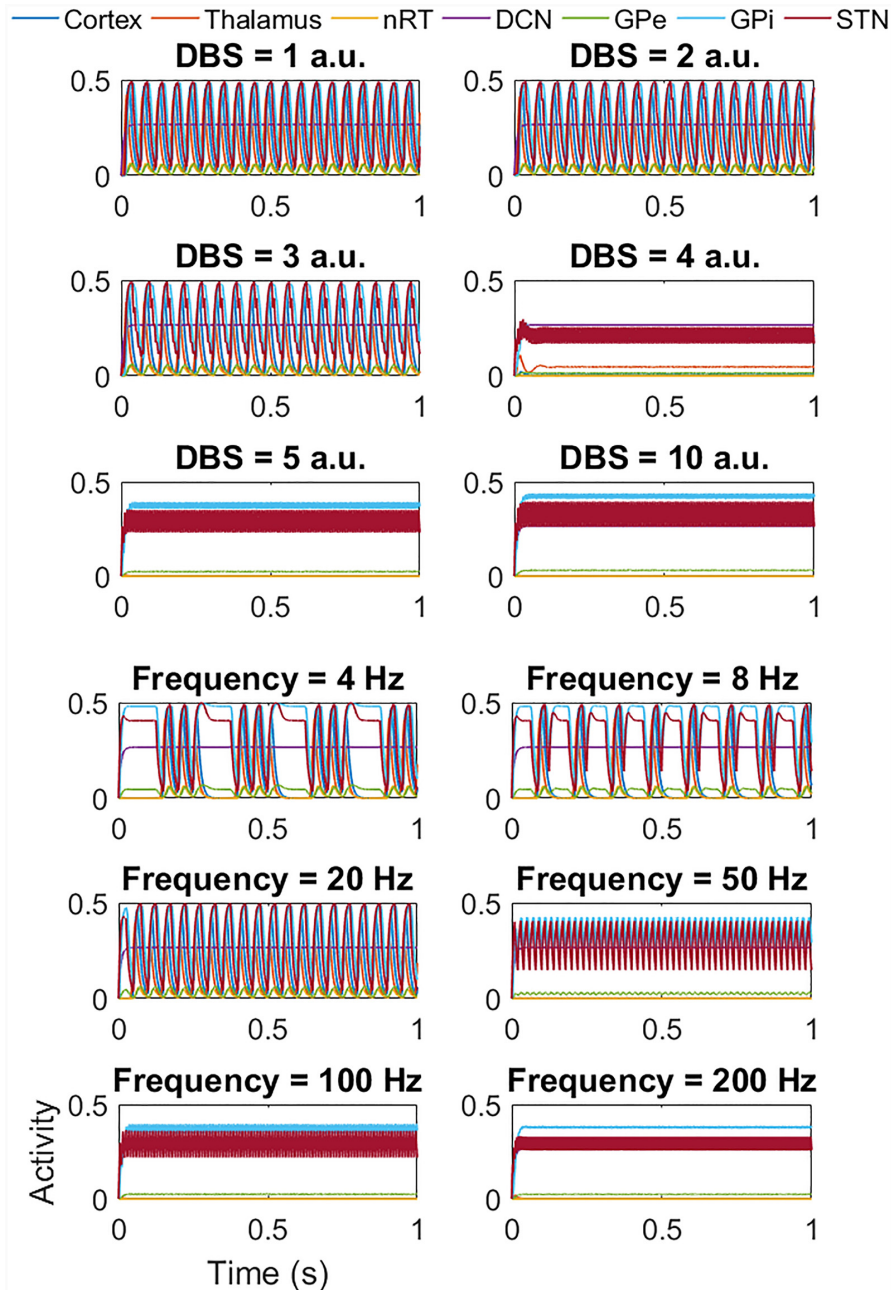 Cortex Thalamus nRT DCN GPe GPi STN
DBS = 1 a.u. DBS = 2 a.u.
0.5 0.5
0 0
0 0.5 1 0 0.5 1
DBS = 3 a.u. DBS = 4 a.u.
0.5 0.5
0 0
0 0.5 1 0 0.5 1
DBS = 5 a.u. DBS = 10 a.u.
0.5 0.5
0 0
0 0.5 1 0 0.5 1
Frequency = 4 Hz Frequency = 8 Hz
0.5 0.5
0 0
0 0.5 1 0 0.5 1
Frequency = 20 Hz Frequency = 50 Hz
0.5 0.5
0 0
0 0.5 1 0 0.5 1
Frequency = 100 Hz Frequency = 200 Hz
0.5 0.5
Activity
0 0
0 0.5 1 0 0.5 1
Time (s)